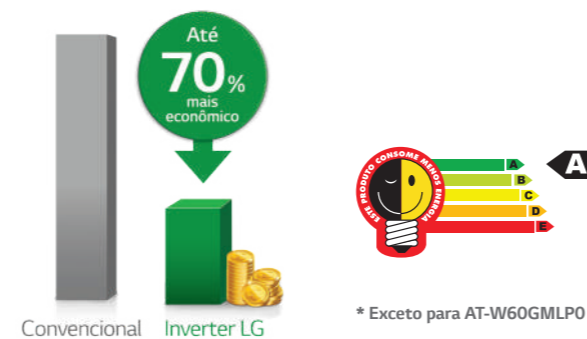 Até
70%
mais
econômico
Convencional
Inverter LG
ESTE PRODUTO CONSOME MENOS ENERGIA
A
B
C
D
E
A
* Exceto para AT-W60GMLP0